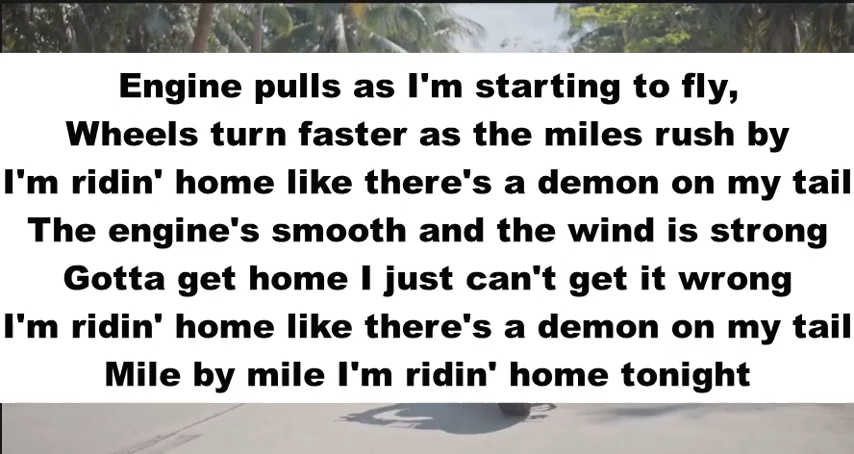 Engine pulls as I'm starting to fly,
Wheels turn faster as the miles rush by
I'm ridin' home like there's a demon on my tail
The engine's smooth and the wind is strong
Gotta get home I just can't get it wrong
I'm ridin' home like there's a demon on my tail
Mile by mile I'm ridin' home tonight